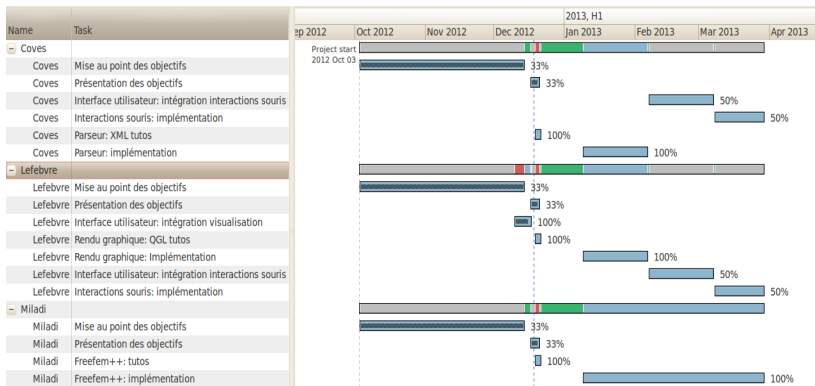 2013, H1
Name Task ep 2012 Oct 2012 Nov 2012 Dec 2012 Jan 2013 Feb 2013 Mar 2013 Apr 2013
Coves Project start
2012 Oct 03
Coves Mise au point des objectifs 33%
Coves Présentation des objectifs 33%
Coves Interface utilisateur: intégration interactions souris 50%
Coves Interactions souris: implémentation 50%
Coves Parseur: XML tutos 100%
Coves Parseur: implémentation 100%
Lefebvre
Lefebvre Mise au point des objectifs 33%
Lefebvre Présentation des objectifs 33%
Lefebvre Interface utilisateur: intégration visualisation 100%
Lefebvre Rendu graphique: QGL tutos 100%
Lefebvre Rendu graphique: Implémentation 100%
Lefebvre Interface utilisateur: intégration interactions souris 50%
Lefebvre Interactions souris: implémentation 50%
Miladi
Miladi Mise au point des objectifs 33%
Miladi Présentation des objectifs 33%
Miladi Freefem++: tutos 100%
Miladi Freefem++: implémentation 100%